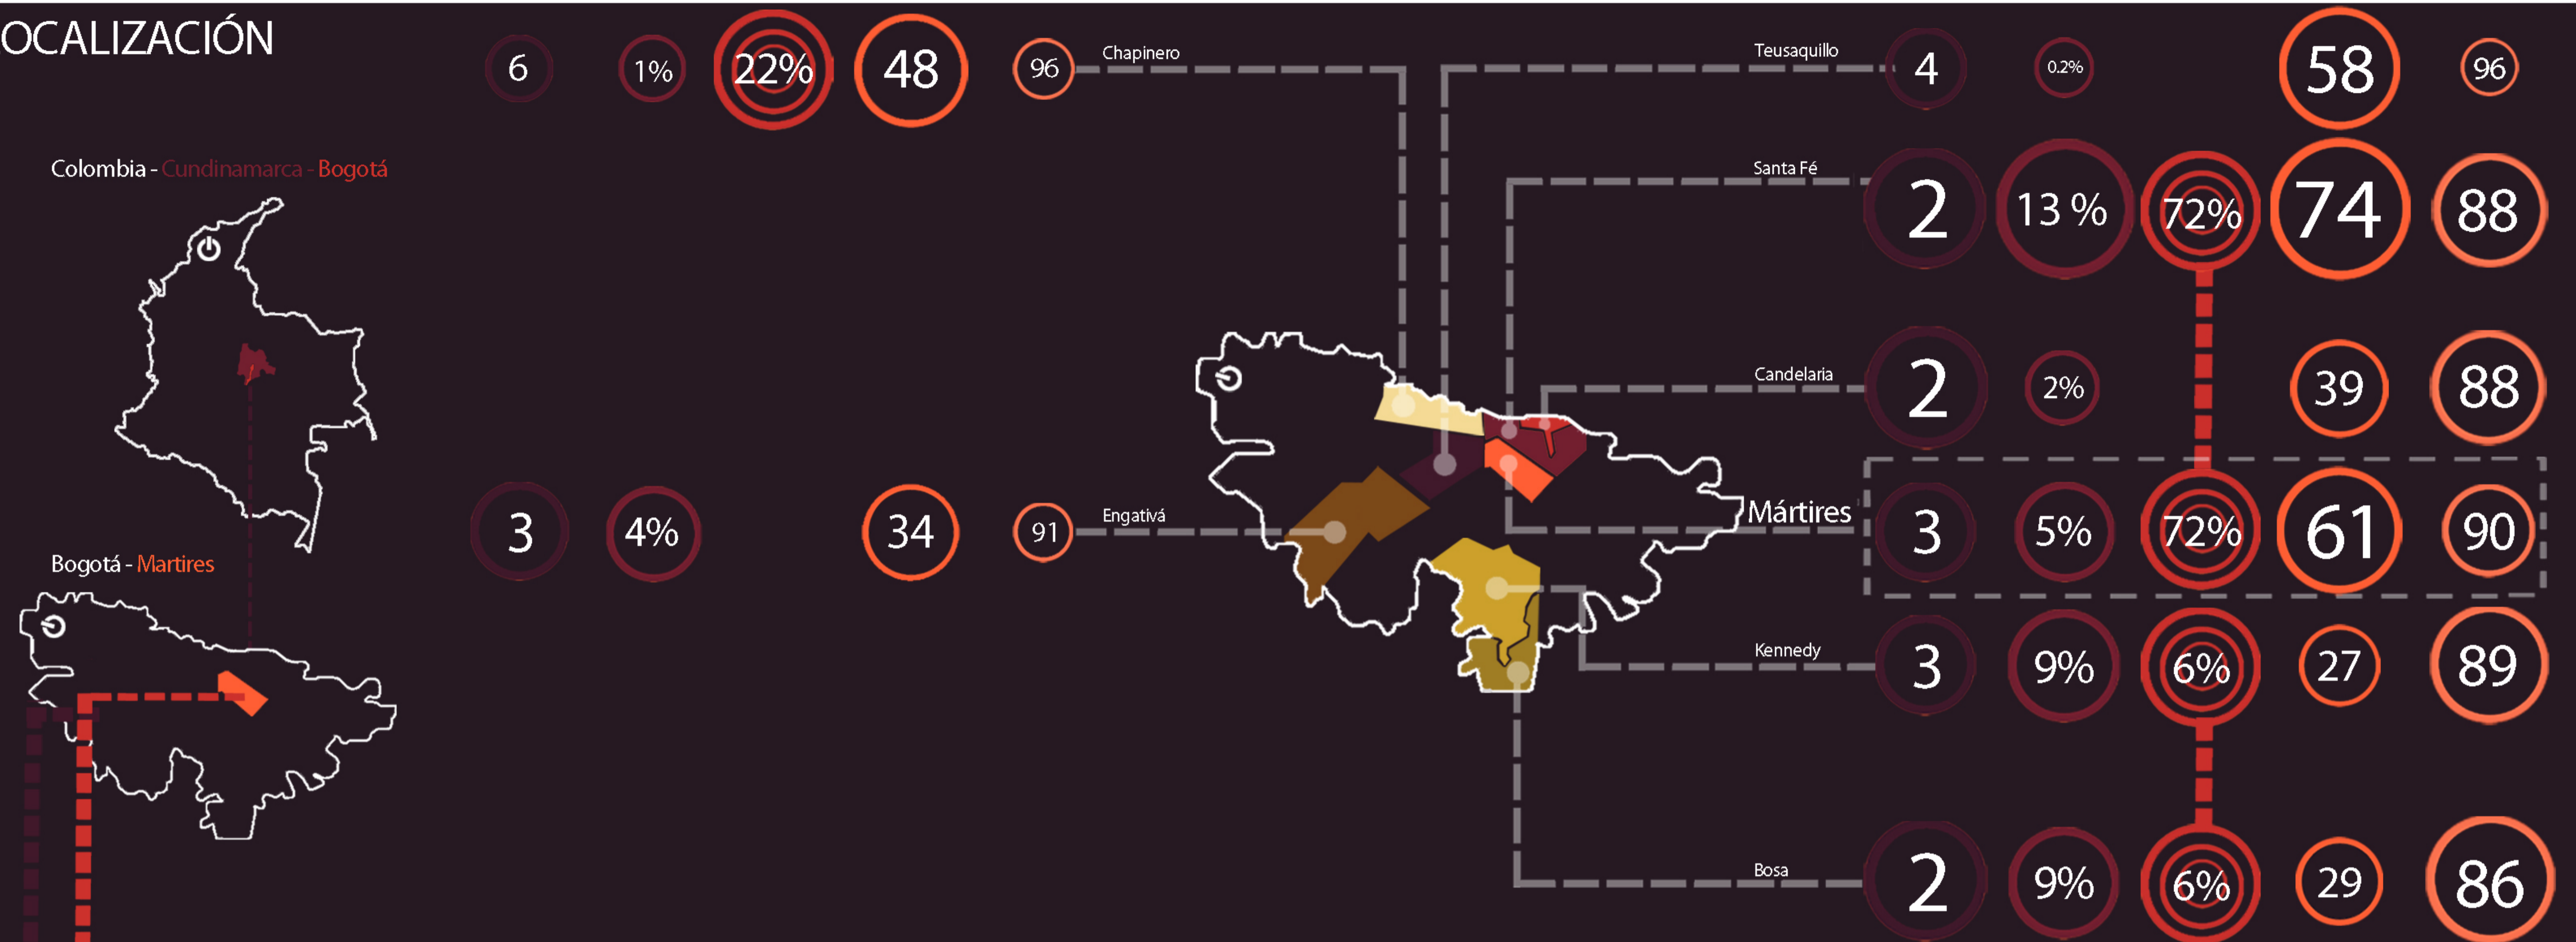 OCALIZACIÓN
6 1% 22% 48 96 Chapinero
Teusaquillo 4 0.2% 58 96
Colombia - Cundinamarca - Bogotá
Santa Fé 2 13 % 72% 74 88
Candelaria 2 2% 39 88
3 4% 34 91 Engativá
Mártires 3 5% 72% 61 90
Bogotá - Martires
Kennedy 3 9% 6% 27 89
Bosa 2 9% 6% 29 86